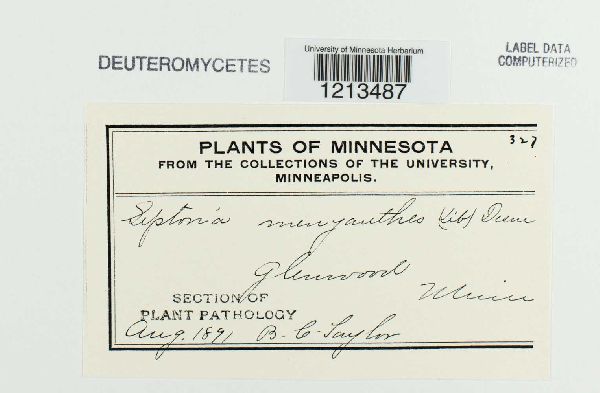 University of Minnesota Herbarium
LABEL DATA
COMPUTERIZED
DEUTEROMYCETES
1213487
327
PLANTS OF MINNESOTA
FROM THE COLLECTIONS OF THE UNIVERSITY,
MINNEAPOLIS.
Septoria menyanthes (Lib)
Glenwood
Minn
SECTION OF
PLANT PATHOLOGY
Aug. 1891 B. C. Taylor